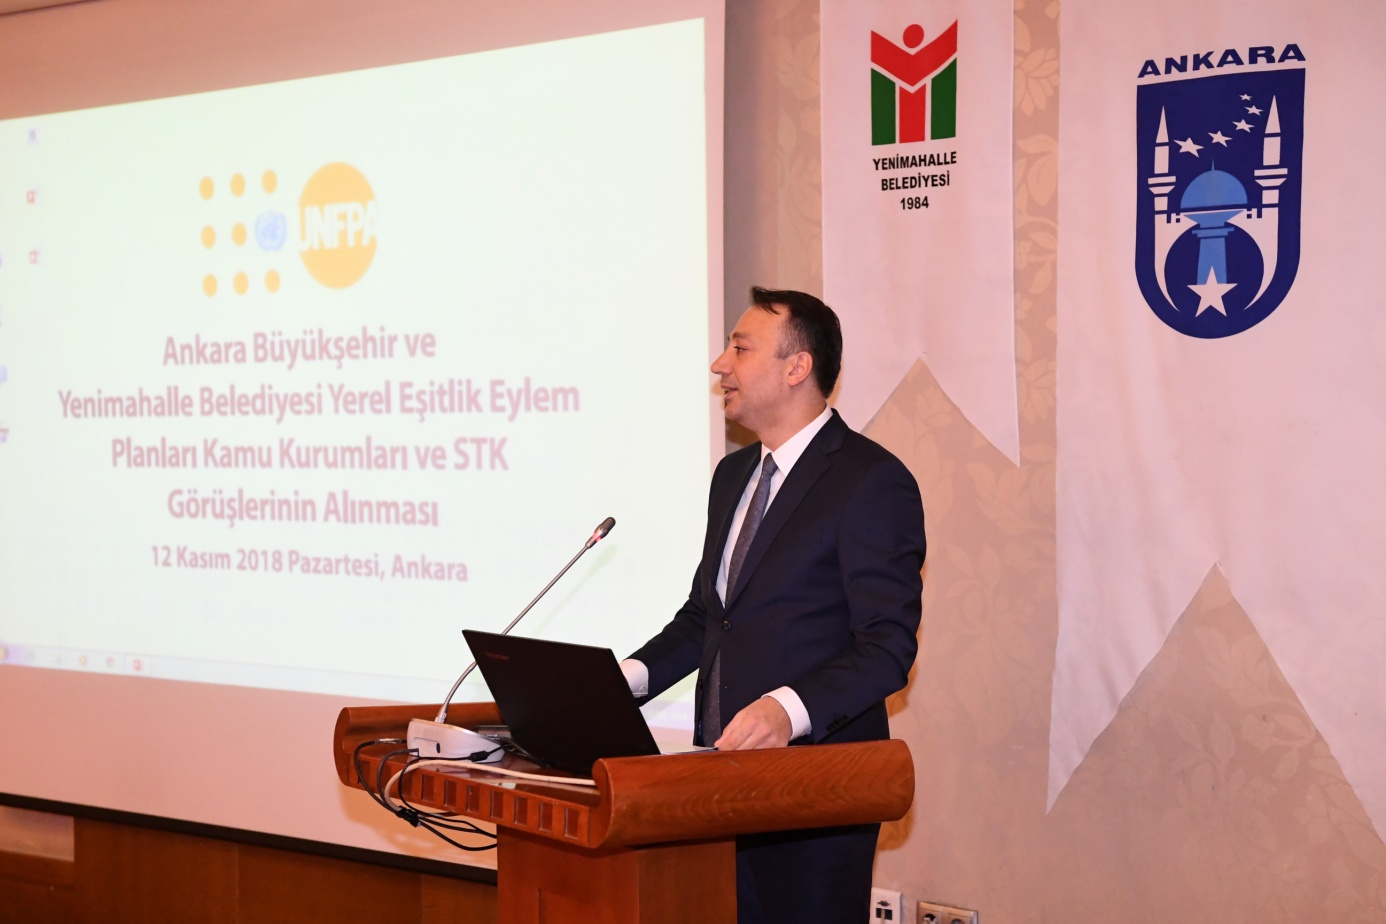 UNFPA
Ankara Büyükşehir ve
Yenimahalle Belediyesi Yerel Eşitlik Eylem
Planları Kamu Kurumları ve STK
Görüşlerinin Alınması
12 Kasım 2018 Pazartesi, Ankara
YENİMAHALLE
BELEDİYESİ
1984
ANKARA